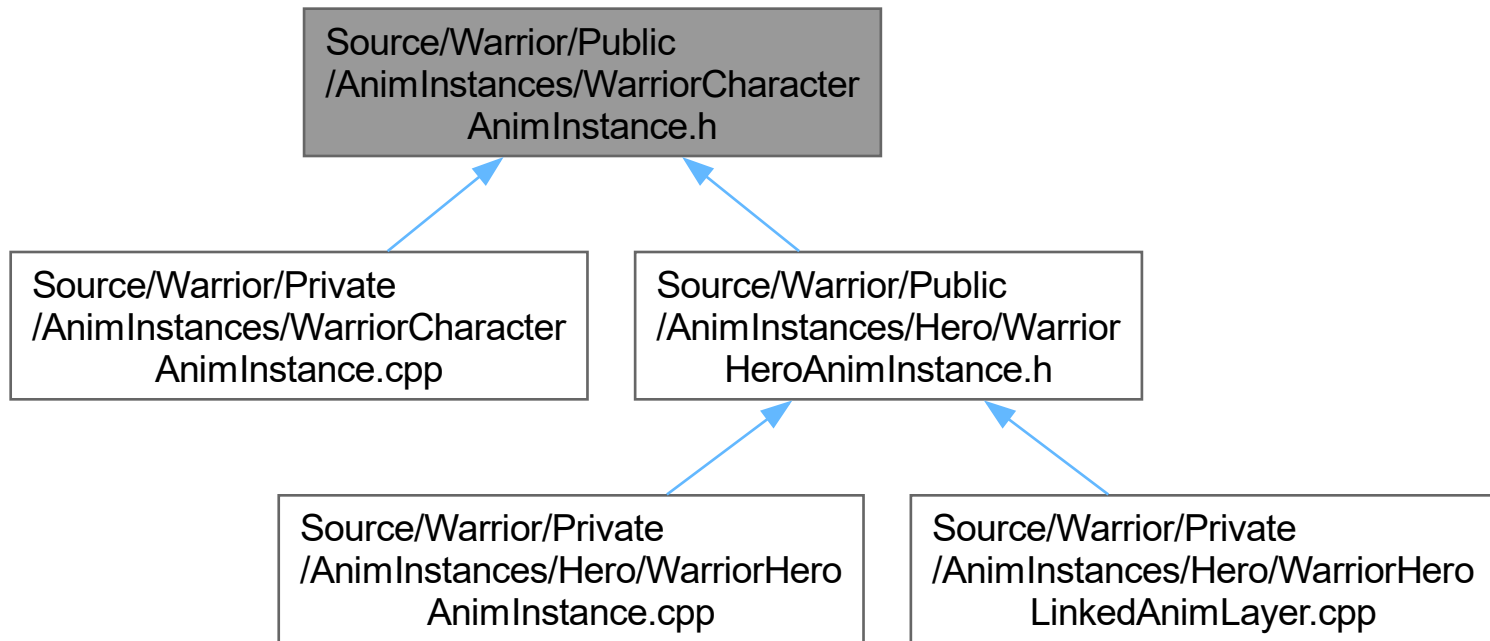 Source/Warrior/Public
/AnimInstances/WarriorCharacter
AnimInstance.h
Source/Warrior/Private
/AnimInstances/WarriorCharacter
AnimInstance.cpp
Source/Warrior/Public
/AnimInstances/Hero/Warrior
HeroAnimInstance.h
Source/Warrior/Private
/AnimInstances/Hero/WarriorHero
AnimInstance.cpp
Source/Warrior/Private
/AnimInstances/Hero/WarriorHero
LinkedAnimLayer.cpp